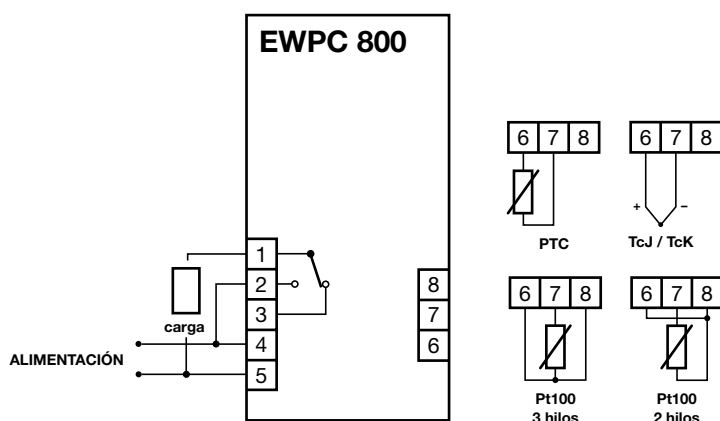 EWPC 800
6 7 8
PTC
6 7 8
+ −
TcJ / TcK
1
2
3
4
5
8
7
6
carga
ALIMENTACIÓN
6 7 8
Pt100
3 hilos
6 7 8
Pt100
2 hilos